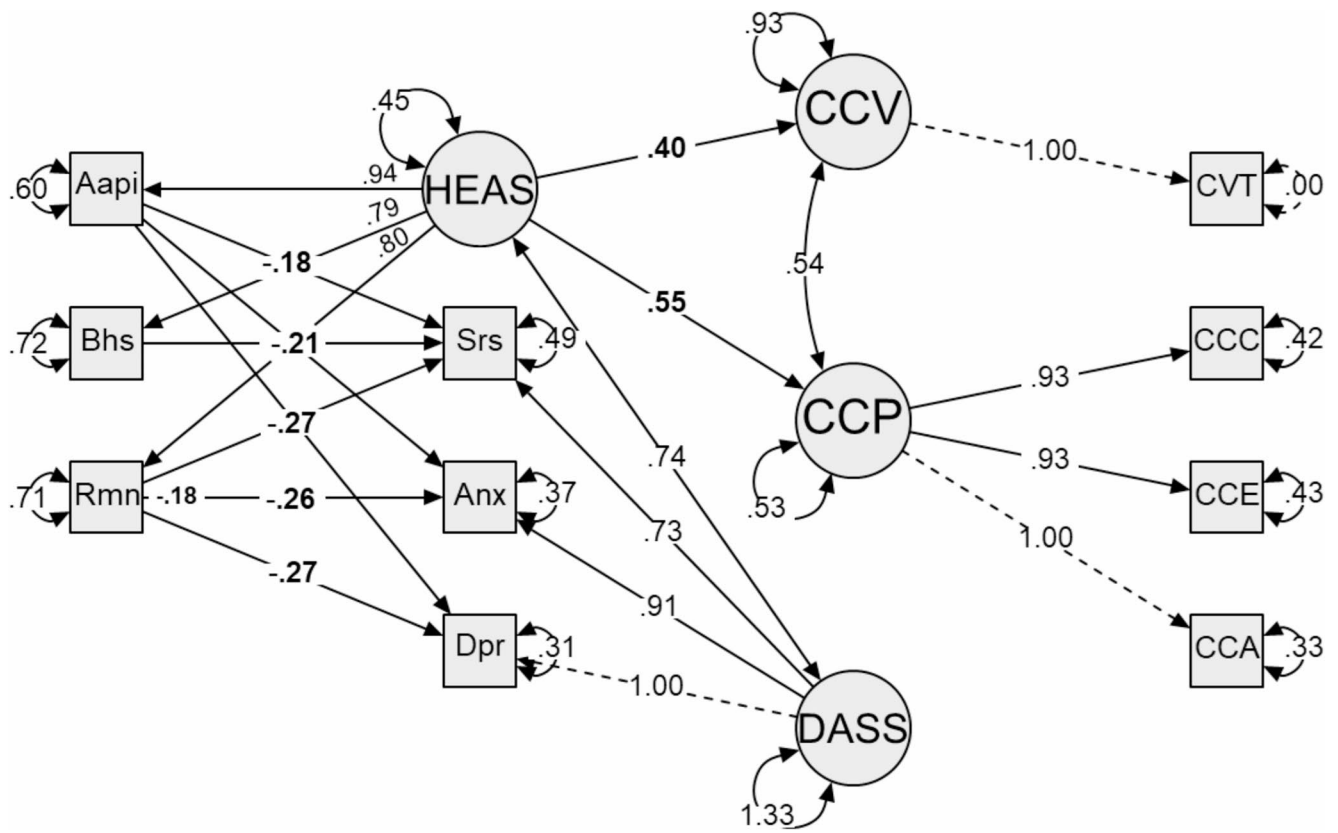 .93
CCV
.45
.94
HEAS
.40
1.00
.60
Aapi
CVT
.00
.79
.80
-.18
.54
.55
.72
Bhs
-.21
Srs
.49
CCC
.42
.93
-.27
CCP
.74
.93
.71
Rmn
-.18
-.26
Anx
.37
.53
CCE
.43
.73
1.00
-.27
.91
Dpr
.31
CCA
.33
1.00
DASS
1.33